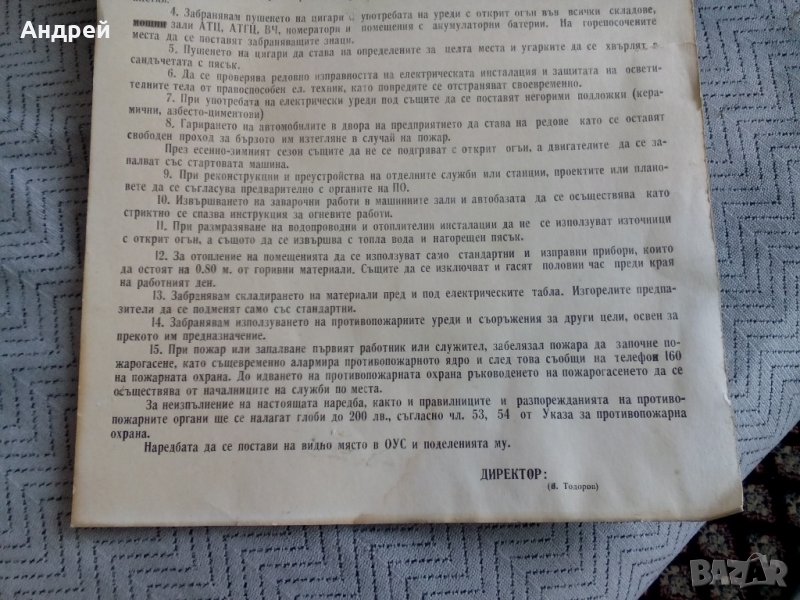 Андрей
4. Забранявам пушенето на цигари и употребата на уреди с открит огън във всички складове,
мощни зали АТЦ, АТГЦ, ВЧ, номератори и помещения с акумулаторни батерии. На горепосочените
места да се поставят забраняващите знаци.
5. Пушенето на цигари да става на определените за целта места и угарките да се хвърлят в
сандъчетата с пясък.
6. Да се проверява редовно изправността на електрическата инсталация и защитата на освети-
телните тела от правоспособен ел. техник, като повредите се отстраняват своевременно.
7. При употребата на електрически уреди под същите да се поставят негорими подложки (кера-
мични, азбесто-циментови)
8. Гарирането на автомобилите в двора на предприятието да става на редове като се оставят
свободен проход за бързото им изтегляне в случай на пожар.
През есенно-зимният сезон същите да не се подгряват с открит огън, а двигателите да се за-
палват със стартовата машина.
9. При реконструкции и преустройства на отделните служби или станции, проектите или плано-
вете да се съгласува предварително с органите на ПО.
10. Извършването на заварочни работи в машинните зали и автобазата да се осъществява като
стриктно се спазва инструкция за огневите работи.
11. При размразяване на водопроводни и отоплителни инсталации да не се използуват източници
с открит огън, а същото да се извършва с топла вода и нагорещен пясък.
12. За отопление на помещенията да се използуват само стандартни и изправни прибори, които
да отстоят на 0.80 м. от горивни материали. Същите да се изключват и гасят половин час преди края
на работният ден.
13. Забранявам складирането на материали пред и под електрическите табла. Изгорелите предпа-
зители да се подменят само със стандартни.
14. Забранявам използуването на противопожарните уреди и съоръжения за други цели, освен за
прекото им предназначение.
15. При пожар или запалване първият работник или служител, забелязал пожара да започне по-
жарогасене, като същевременно алармира противопожарното ядро и след това съобщи на телефон 160
на пожарната охрана. До идването на противопожарната охрана ръководенето на пожарогасенето да се
осъществява от началниците на служби по места.
За неизпълнение на настоящата наредба, както и правилниците и разпорежданията на противо-
пожарните органи ще се налагат глоби до 200 лв., съгласно чл. 53, 54 от Указа за противопожарната
охрана.
Наредбата да се постави на видно място в ОУС и поделенията му.
ДИРЕКТОР:
Тодоров)
BAZAR